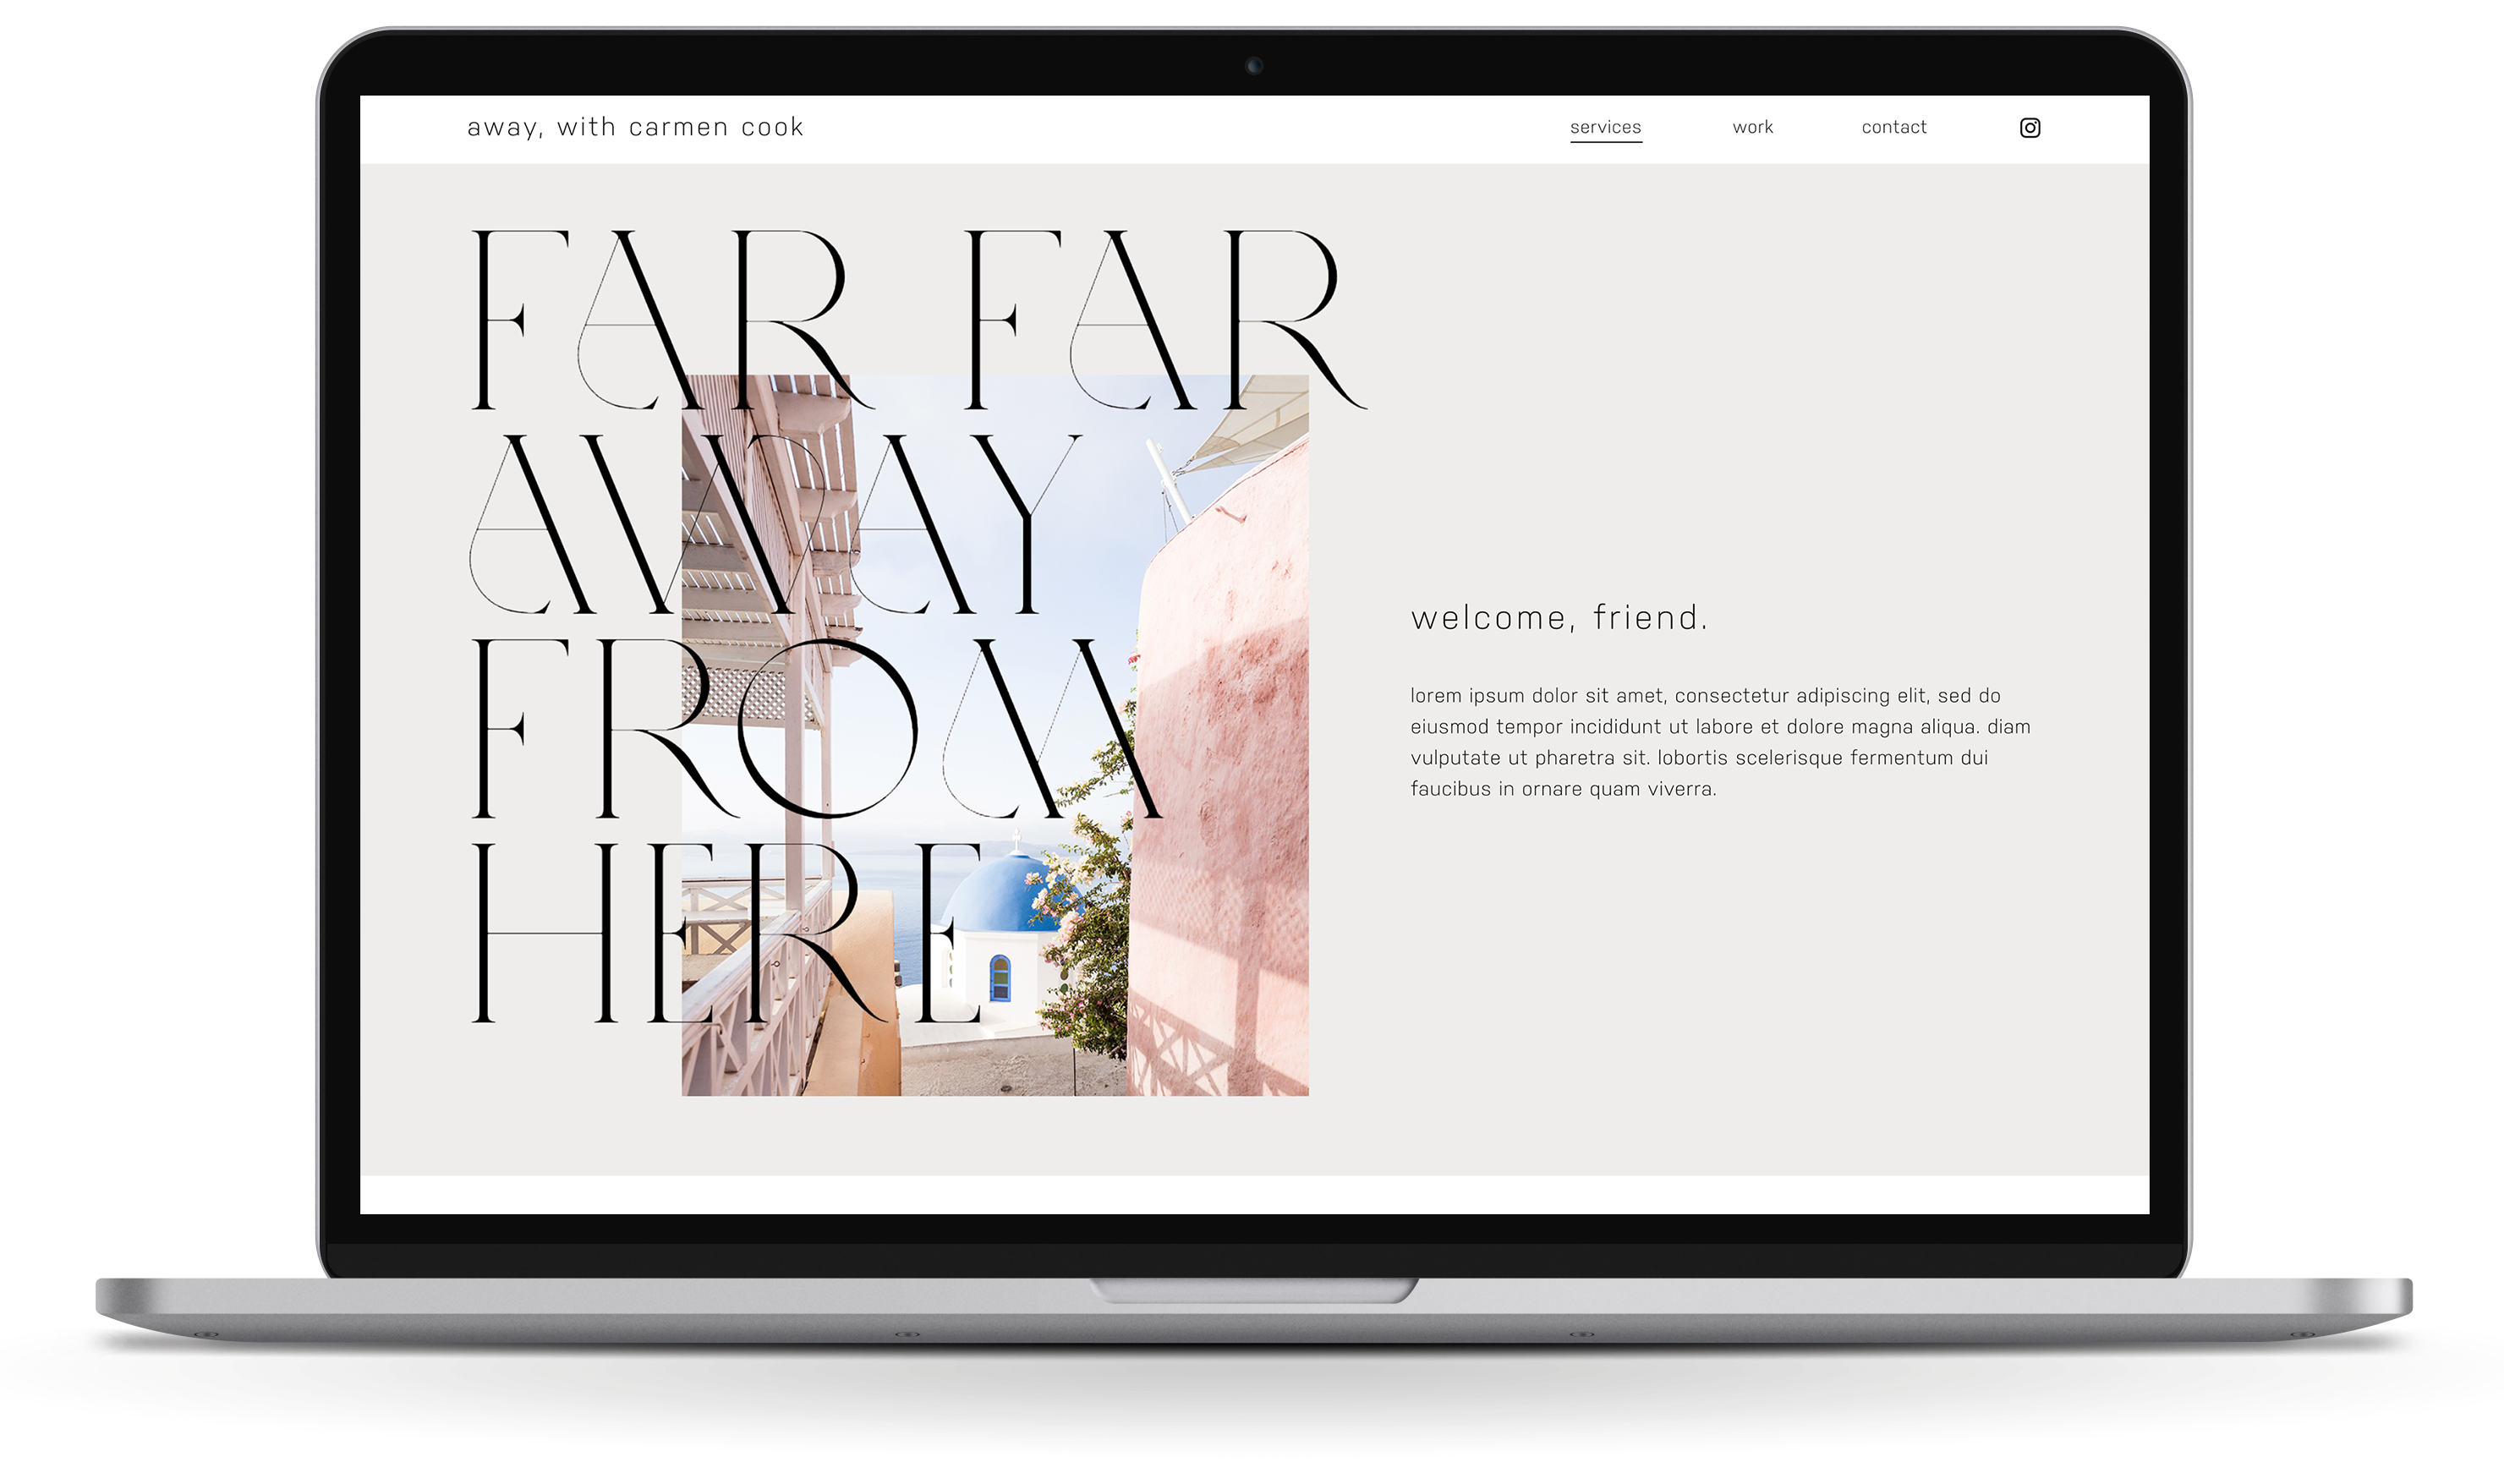 away, with carmen cook
services
work
contact
FAR FAR
AWAY
FROM
HERE
welcome, friend.
lorem ipsum dolor sit amet, consectetur adipiscing elit, sed do
eiusmod tempor incididunt ut labore et dolore magna aliqua. diam
vulputate ut pharetra sit. lobortis scelerisque fermentum dui
faucibus in ornare quam viverra.